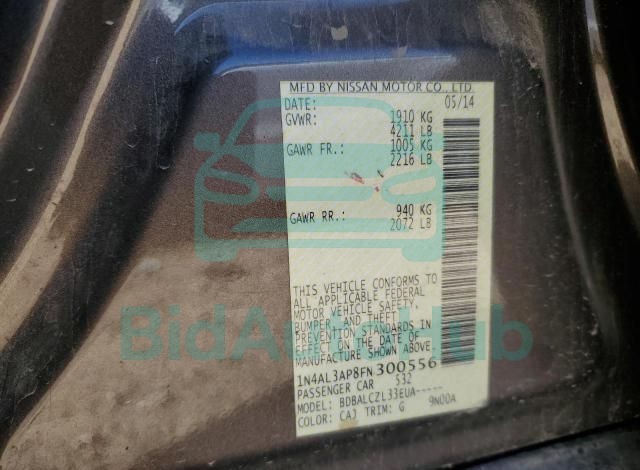 MFD BY NISSAN MOTOR CO., LTD
DATE: 05/14
GVWR: 1910 KG
4211 LB
GAWR FR.: 1005 KG
2216 LB
GAWR RR.: 940 KG
2072 LB
THIS VEHICLE CONFORMS TO
ALL APPLICABLE FEDERAL
MOTOR VEHICLE SAFETY,
BUMPER, AND THEFT
PREVENTION STANDARDS IN
EFFECT ON THE DATE OF
MANUFACTURE SHOWN ABOVE.
1N4AL3AP8FN300556
PASSENGER CAR 532
MODEL: BDBALCZL33EUA-----
COLOR: CAJ TRIM: G 9N00A
BidAutoHub